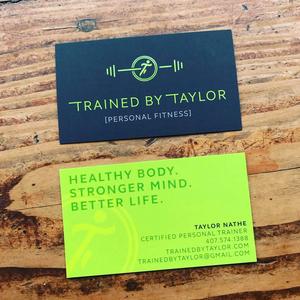 TRAINED BY TAYLOR
[PERSONAL FITNESS]
HEALTHY BODY.
STRONGER MIND.
BETTER LIFE.
TAYLOR NATHE
CERTIFIED PERSONAL TRAINER
407.574.1388
TRAINEDBYTAYLOR.COM
TRAINEDBYTAYLOR@GMAIL.COM